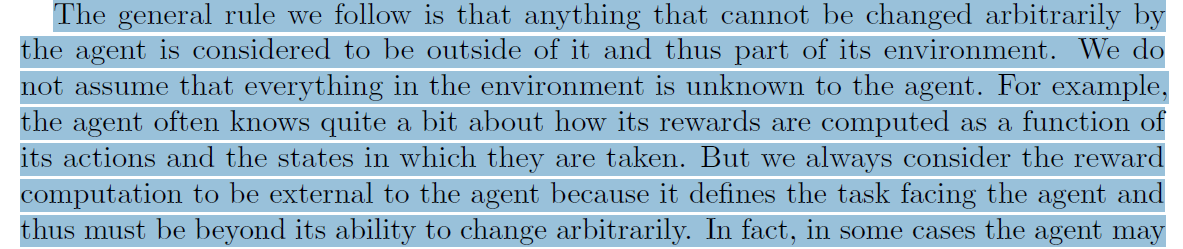 The general rule we follow is that anything that cannot be changed arbitrarily by
the agent is considered to be outside of it and thus part of its environment. We do
not assume that everything in the environment is unknown to the agent. For example,
the agent often knows quite a bit about how its rewards are computed as a function of
its actions and the states in which they are taken. But we always consider the reward
computation to be external to the agent because it defines the task facing the agent and
thus must be beyond its ability to change arbitrarily. In fact, in some cases the agent may